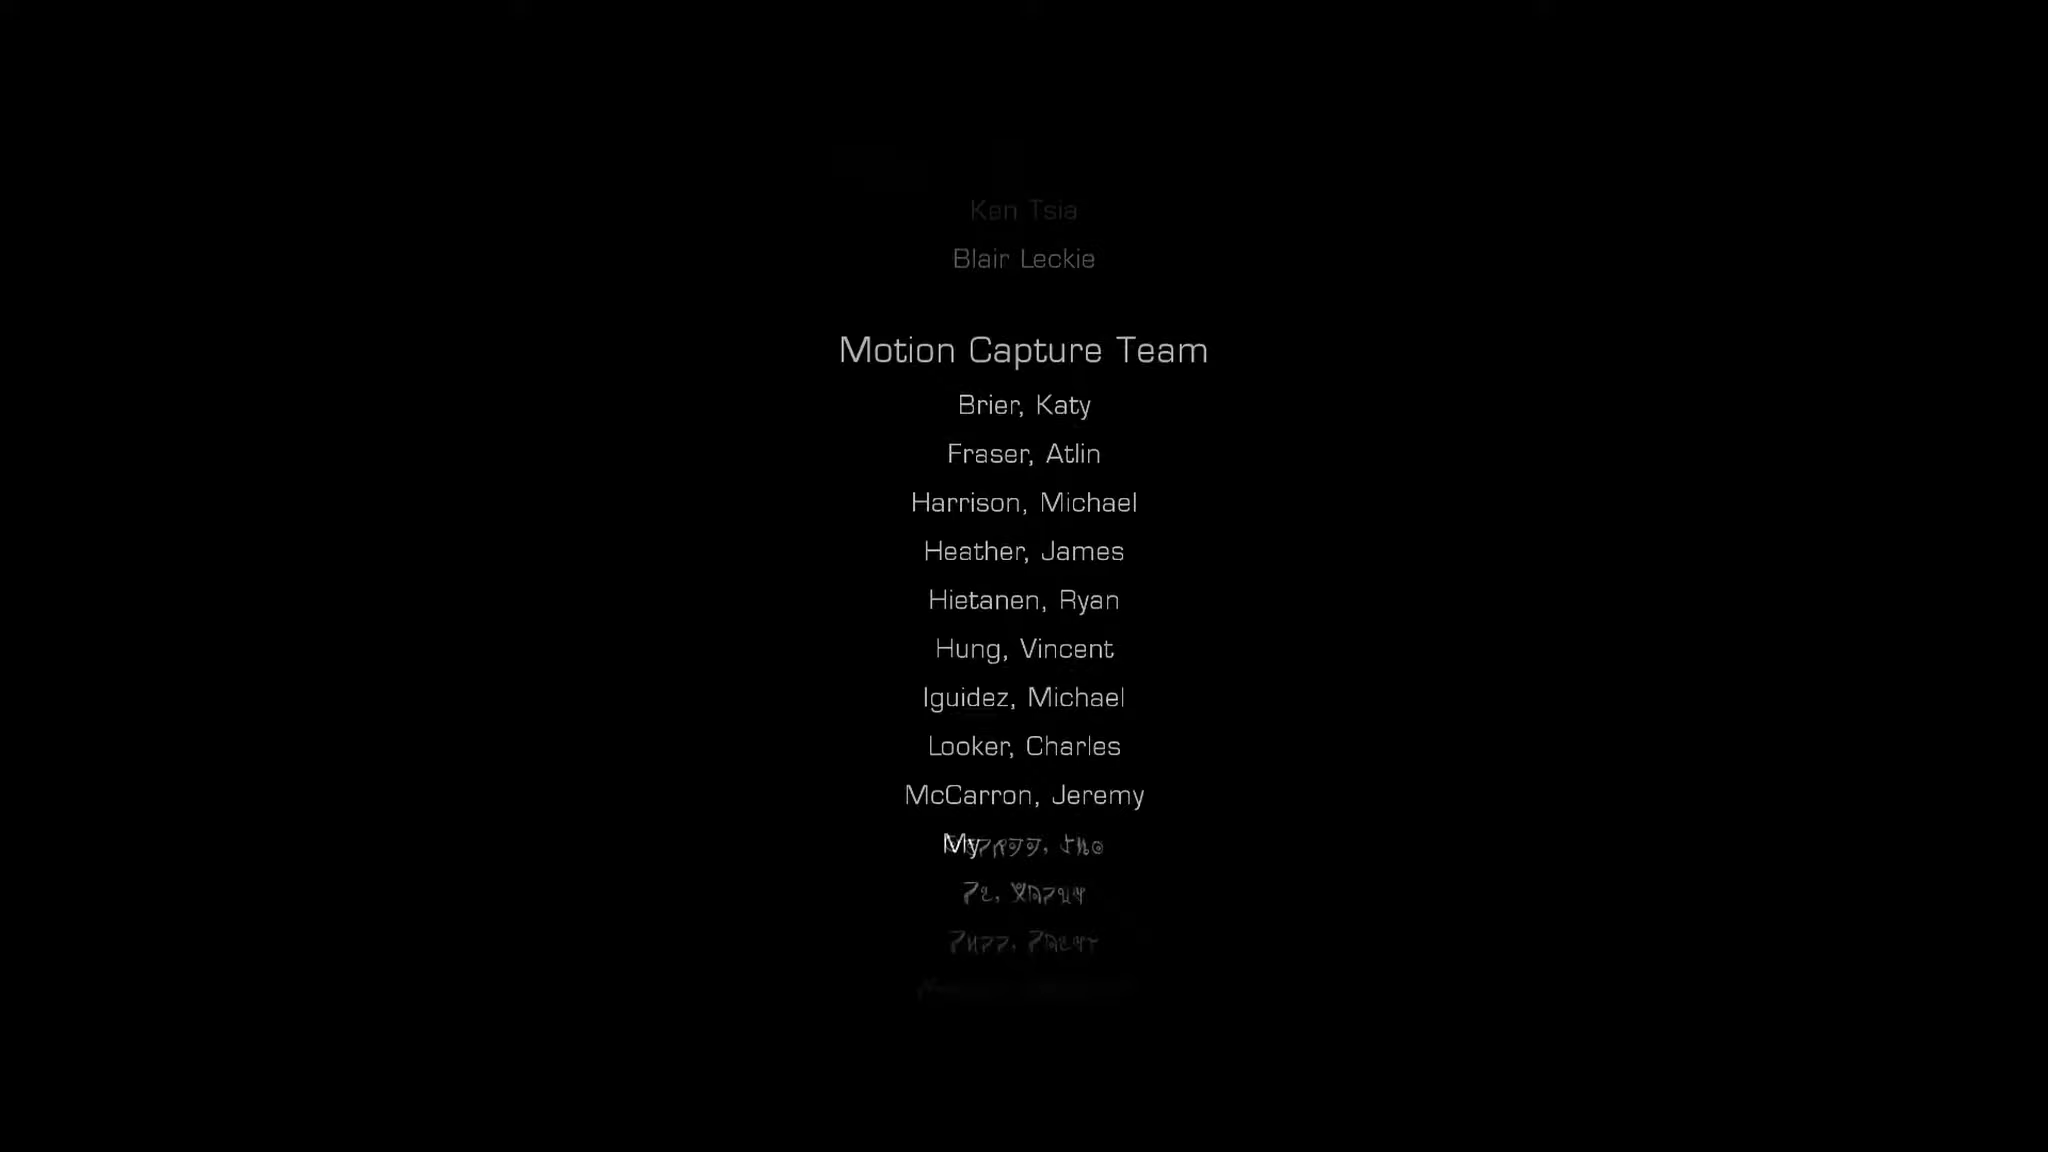 Ken Tsia
Blair Leckie
Motion Capture Team
Brier, Katy
Fraser, Atlin
Harrison, Michael
Heather, James
Hietanen, Ryan
Hung, Vincent
Iguidez, Michael
Looker, Charles
McCarron, Jeremy
My